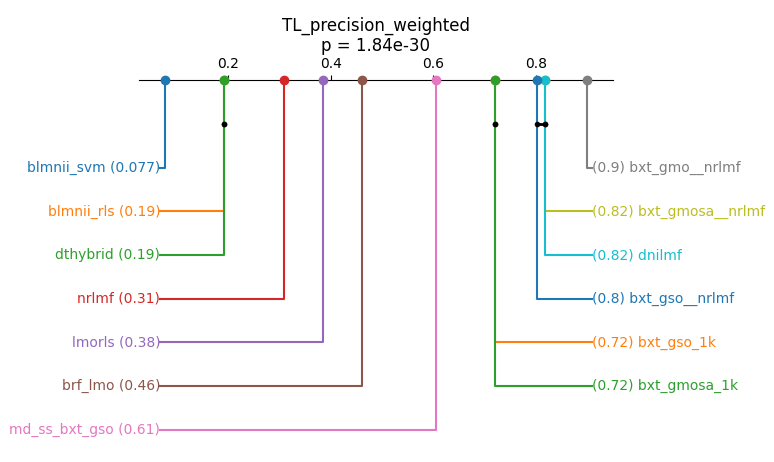 TL_precision_weighted
p = 1.84e-30
0.2 0.4 0.6 0.8
blmnii_svm (0.077)
(0.9) bxt_gmo__nrlmf
blmnii_rls (0.19)
(0.82) bxt_gmosa__nrlmf
dthybrid (0.19)
(0.82) dnilmf
nrlmf (0.31)
(0.8) bxt_gso__nrlmf
lmorls (0.38)
(0.72) bxt_gso_1k
brf_lmo (0.46)
(0.72) bxt_gmosa_1k
md_ss_bxt_gso (0.61)